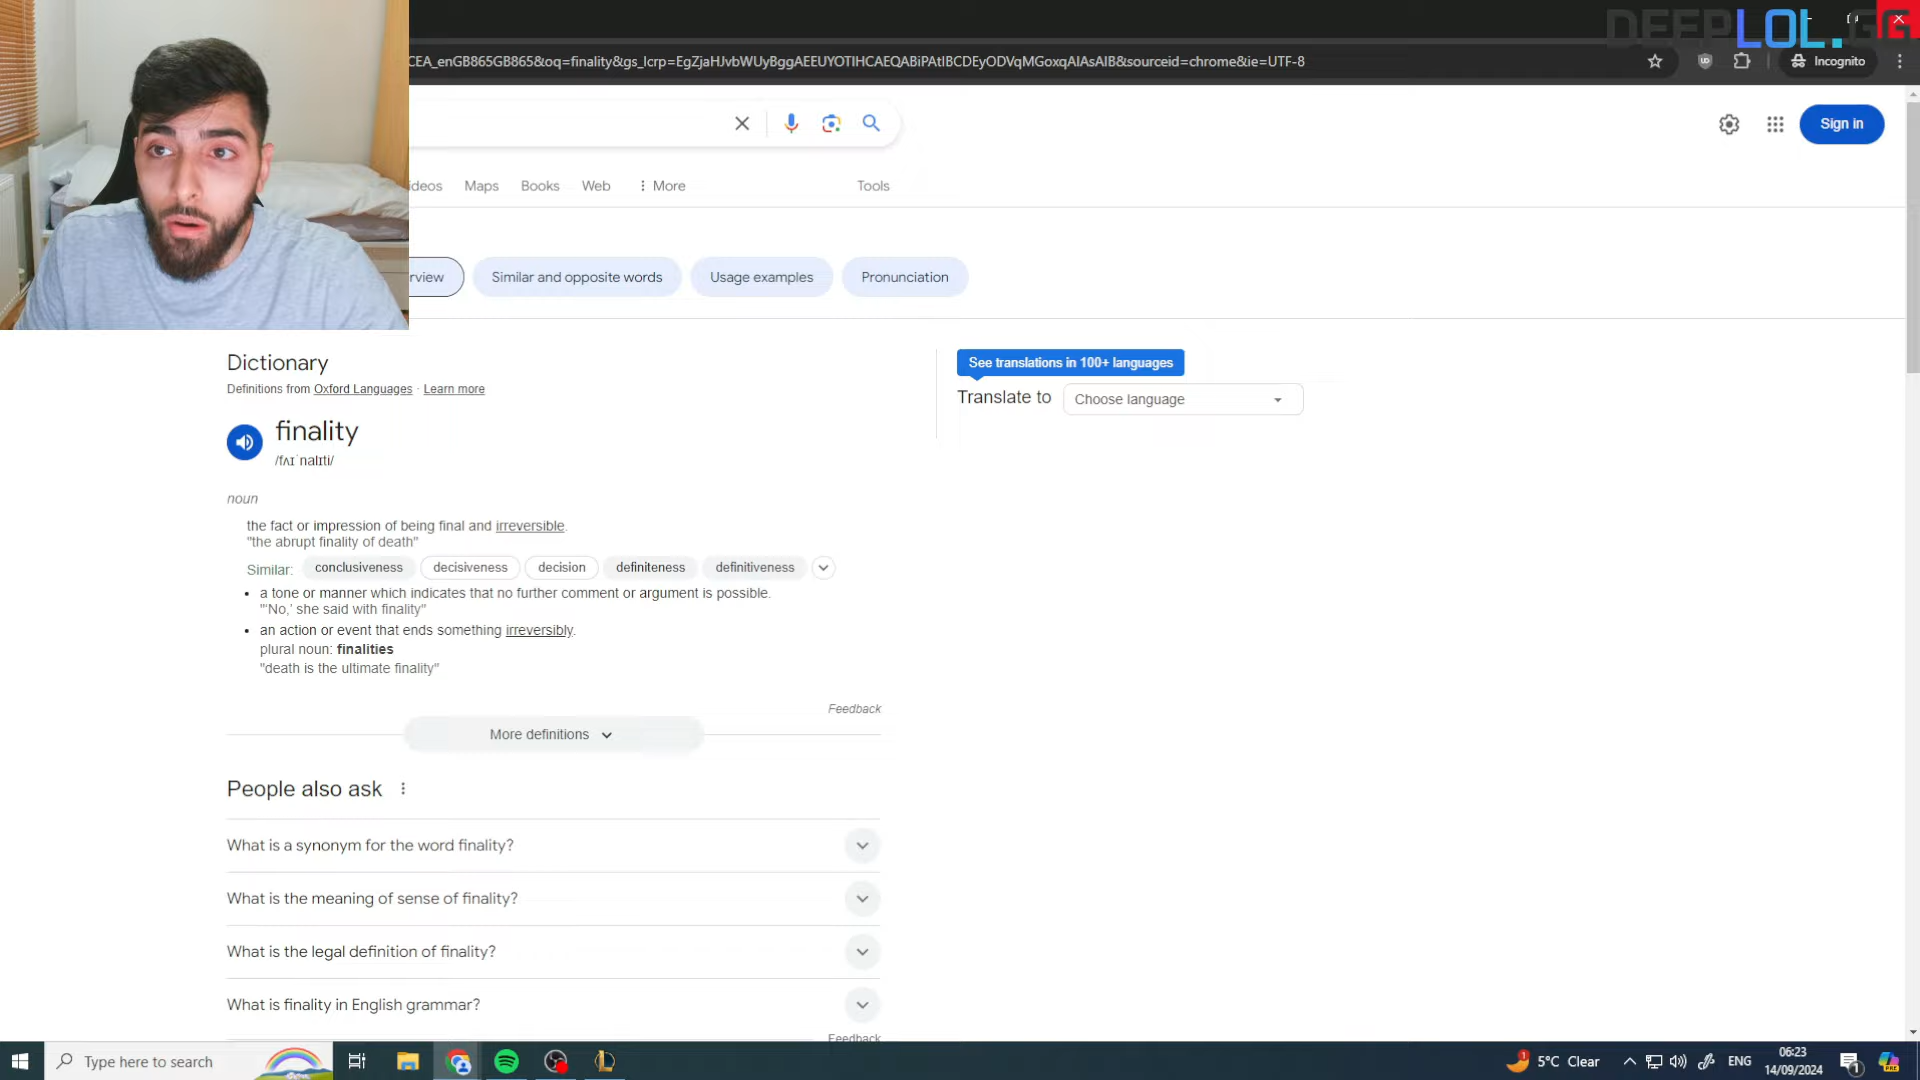 DEEPLOL.GG
CEA_enGB865GB865&oq=finality&gs_lcrp=EgZjaHJvbWUyBggAEEUYOTIHCAEQABiPAtIBCDEyODVqMGoxqAIAsAIB&sourceid=chrome&ie=UTF-8
Incognito
Sign in
ideos Maps Books Web More Tools
rview Similar and opposite words Usage examples Pronunciation
Dictionary
Definitions from Oxford Languages · Learn more
finality
/fʌɪˈnalɪti/
noun
the fact or impression of being final and irreversible.
"the abrupt finality of death"
Similar: conclusiveness decisiveness decision definiteness definitiveness
• a tone or manner which indicates that no further comment or argument is possible.
"'No,' she said with finality"
• an action or event that ends something irreversibly.
plural noun: finalities
"death is the ultimate finality"
Feedback
More definitions
See translations in 100+ languages
Translate to Choose language
People also ask
What is a synonym for the word finality?
What is the meaning of sense of finality?
What is the legal definition of finality?
What is finality in English grammar?
Feedback
Type here to search
1 5°C Clear ENG 06:23 1 PRE
14/09/2024